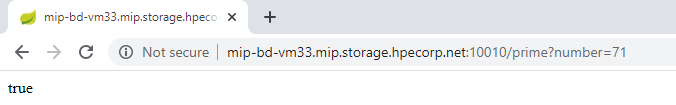 mip-bd-vm33.mip.storage.hpeco
Not secure mip-bd-vm33.mip.storage.hpecorp.net:10010/prime?number=71
true